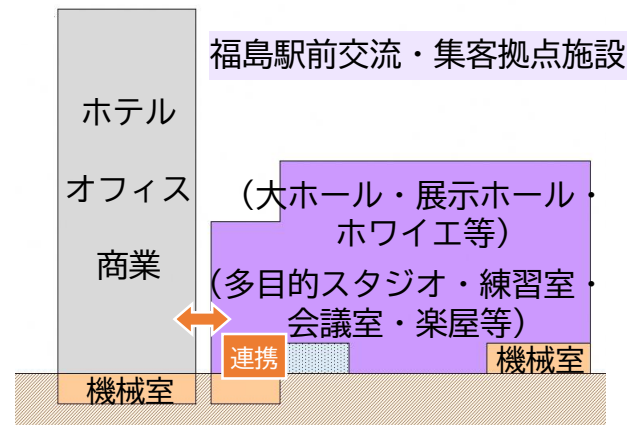 福島駅前交流・集客拠点施設
ホテル
オフィス
商業
（大ホール・展示ホール・
ホワイエ等）
（多目的スタジオ・練習室・
会議室・楽屋等）
連携
機械室
機械室